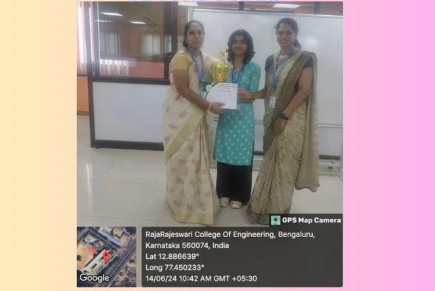 GPS Map Camera
RajaRajeswari College Of Engineering, Bengaluru,
Karnataka 560074, India
Lat 12.886639°
Long 77.450233°
14/06/24 10:42 AM GMT +05:30
Google